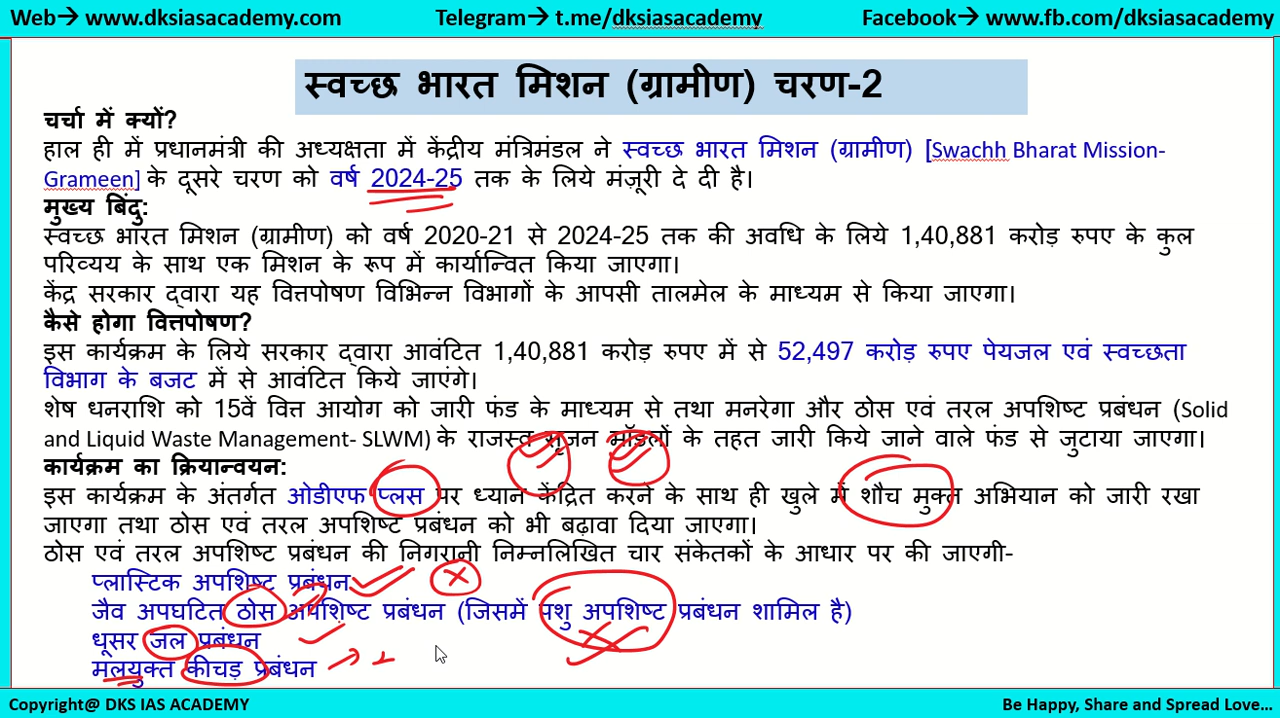 Web→ www.dksiasacademy.com Telegram→ t.me/dksiasacademy Facebook→ www.fb.com/dksiasacademy
स्वच्छ भारत मिशन (ग्रामीण) चरण-2
चर्चा में क्यों?
हाल ही में प्रधानमंत्री की अध्यक्षता में केंद्रीय मंत्रिमंडल ने स्वच्छ भारत मिशन (ग्रामीण) [Swachh Bharat Mission-
Grameen] के दूसरे चरण को वर्ष 2024-25 तक के लिये मंज़ूरी दे दी है।
मुख्य बिंदु:
स्वच्छ भारत मिशन (ग्रामीण) को वर्ष 2020-21 से 2024-25 तक की अवधि के लिये 1,40,881 करोड़ रुपए के कुल
परिव्यय के साथ एक मिशन के रूप में कार्यान्वित किया जाएगा।
केंद्र सरकार द्वारा यह वित्तपोषण विभिन्न विभागों के आपसी तालमेल के माध्यम से किया जाएगा।
कैसे होगा वित्तपोषण?
इस कार्यक्रम के लिये सरकार द्वारा आवंटित 1,40,881 करोड़ रुपए में से 52,497 करोड़ रुपए पेयजल एवं स्वच्छता
विभाग के बजट में से आवंटित किये जाएंगे।
शेष धनराशि को 15वें वित्त आयोग को जारी फंड के माध्यम से तथा मनरेगा और ठोस एवं तरल अपशिष्ट प्रबंधन (Solid
and Liquid Waste Management- SLWM) के राजस्व सृजन मॉडलों के तहत जारी किये जाने वाले फंड से जुटाया जाएगा।
कार्यक्रम का क्रियान्वयन:
इस कार्यक्रम के अंतर्गत ओडीएफ प्लस पर ध्यान केंद्रित करने के साथ ही खुले में शौच मुक्त अभियान को जारी रखा
जाएगा तथा ठोस एवं तरल अपशिष्ट प्रबंधन को भी बढ़ावा दिया जाएगा।
ठोस एवं तरल अपशिष्ट प्रबंधन की निगरानी निम्नलिखित चार संकेतकों के आधार पर की जाएगी-
प्लास्टिक अपशिष्ट प्रबंधन
जैव अपघटित ठोस अपशिष्ट प्रबंधन (जिसमें पशु अपशिष्ट प्रबंधन शामिल है)
धूसर जल प्रबंधन
मलयुक्त कीचड़ प्रबंधन
Copyright@ DKS IAS ACADEMY Be Happy, Share and Spread Love…